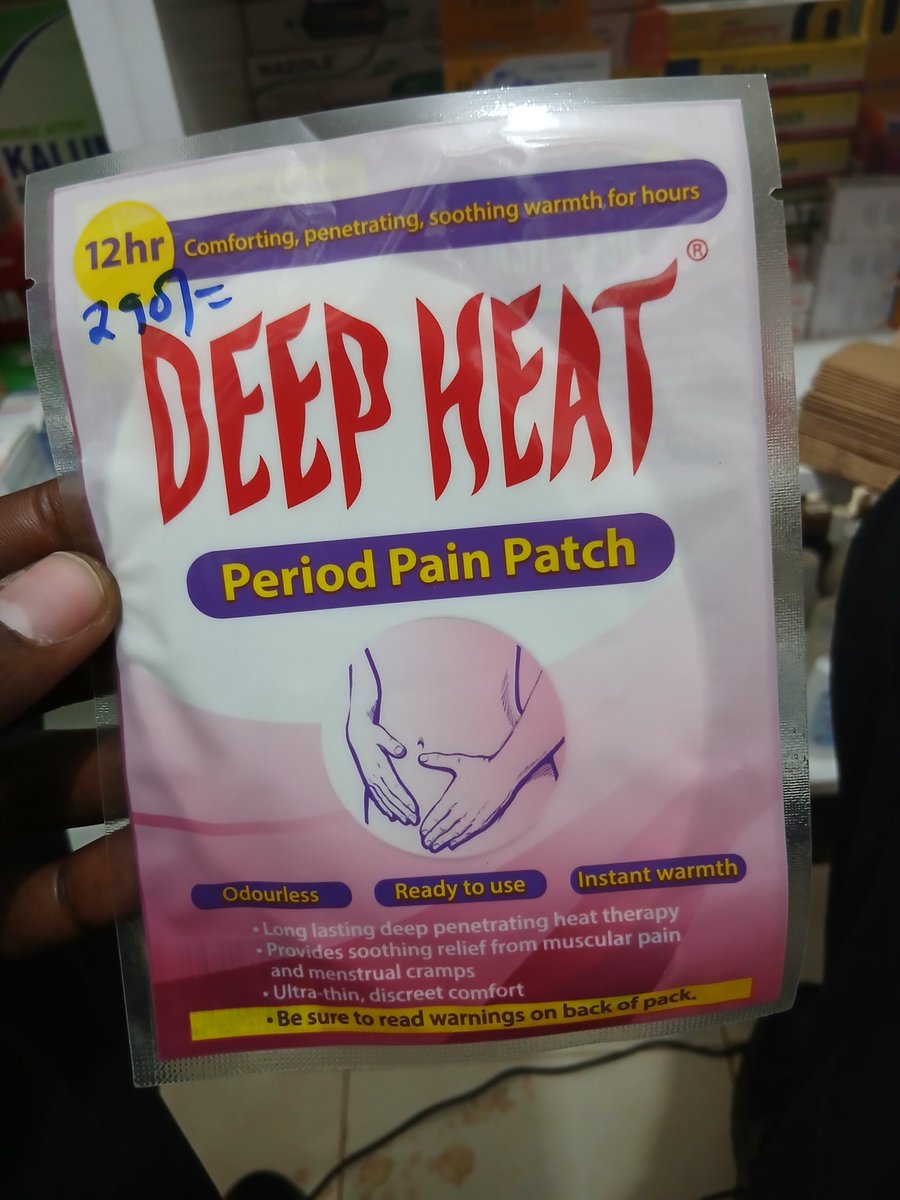 KALUM
12hr
Comforting, penetrating, soothing warmth for hours
290/=
DEEP HEAT®
Period Pain Patch
Odourless
Ready to use
Instant warmth
• Long lasting deep penetrating heat therapy
• Provides soothing relief from muscular pain
and menstrual cramps
• Ultra-thin, discreet comfort
• Be sure to read warnings on back of pack.